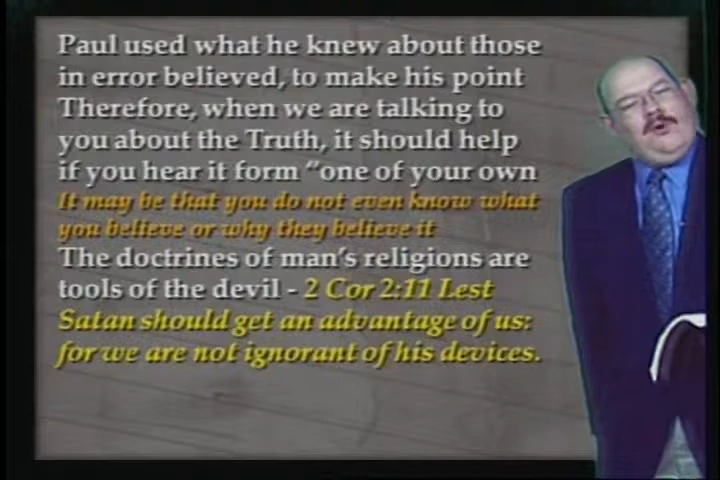 Paul used what he knew about those
in error believed, to make his point
Therefore, when we are talking to
you about the Truth, it should help
if you hear it form "one of your own
It may be that you do not even know what
you believe or why they believe it
The doctrines of man's religions are
tools of the devil - 2 Cor 2:11 Lest
Satan should get an advantage of us:
for we are not ignorant of his devices.